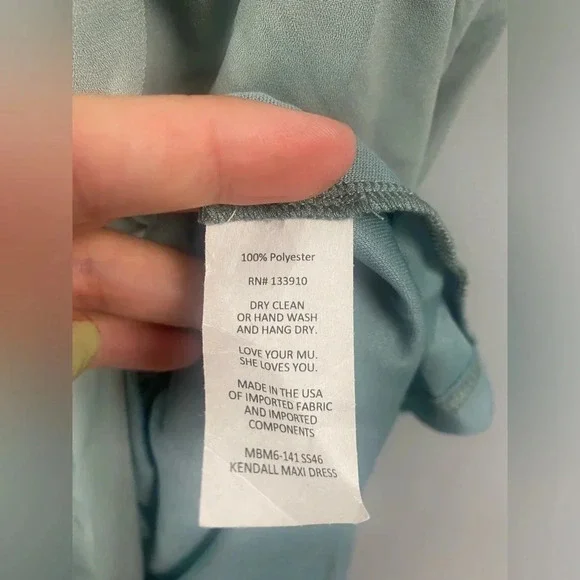 100% Polyester
RN# 133910
DRY CLEAN
OR HAND WASH
AND HANG DRY.
LOVE YOUR MU.
SHE LOVES YOU.
MADE IN THE USA
OF IMPORTED FABRIC
AND IMPORTED
COMPONENTS
MBM6-141 SS46
KENDALL MAXI DRESS